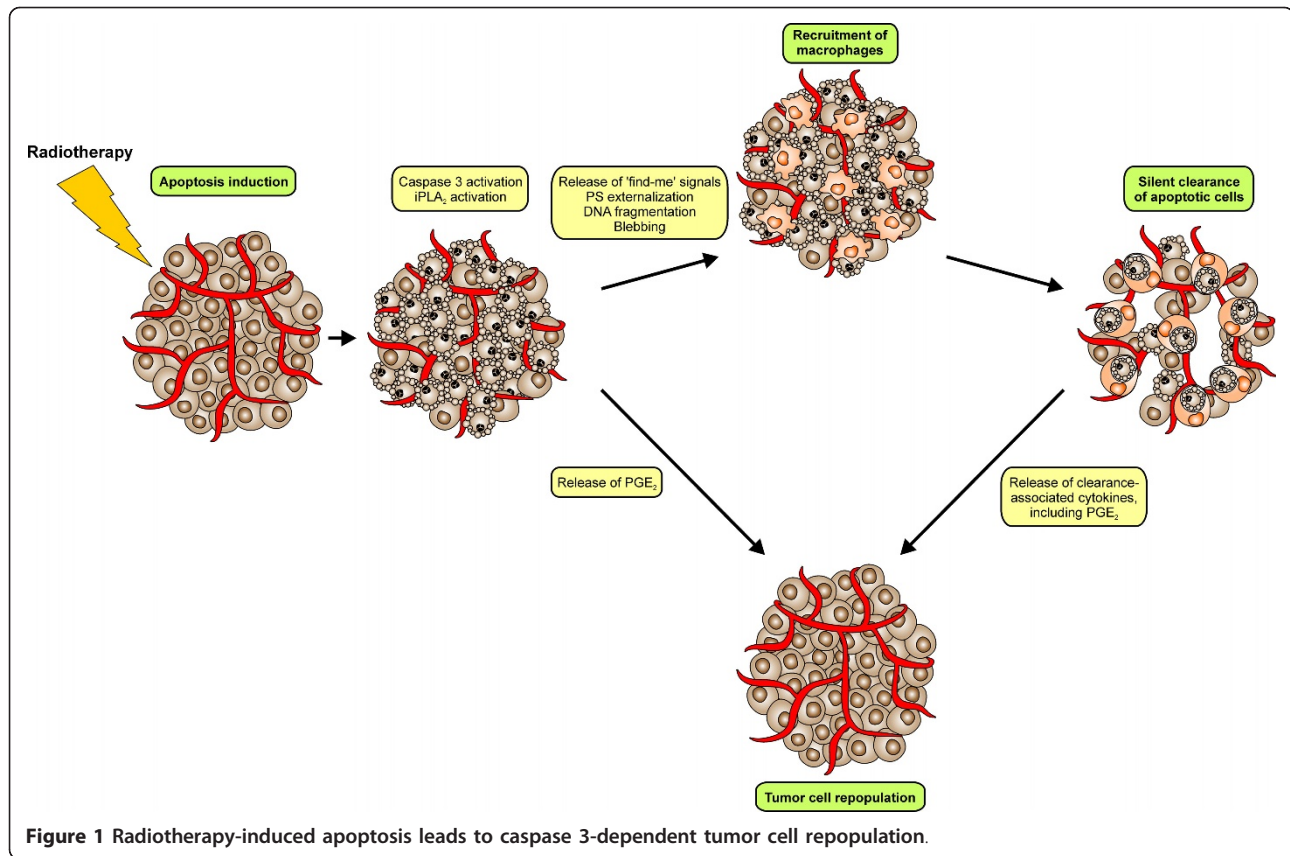 Recruitment of
macrophages
Radiotherapy
Apoptosis induction
Caspase 3 activation
iPLA₂ activation
Release of 'find-me' signals
PS externalization
DNA fragmentation
Blebbing
Silent clearance
of apoptotic cells
Release of PGE₂
Release of clearance-
associated cytokines,
including PGE₂
Tumor cell repopulation
Figure 1 Radiotherapy-induced apoptosis leads to caspase 3-dependent tumor cell repopulation.